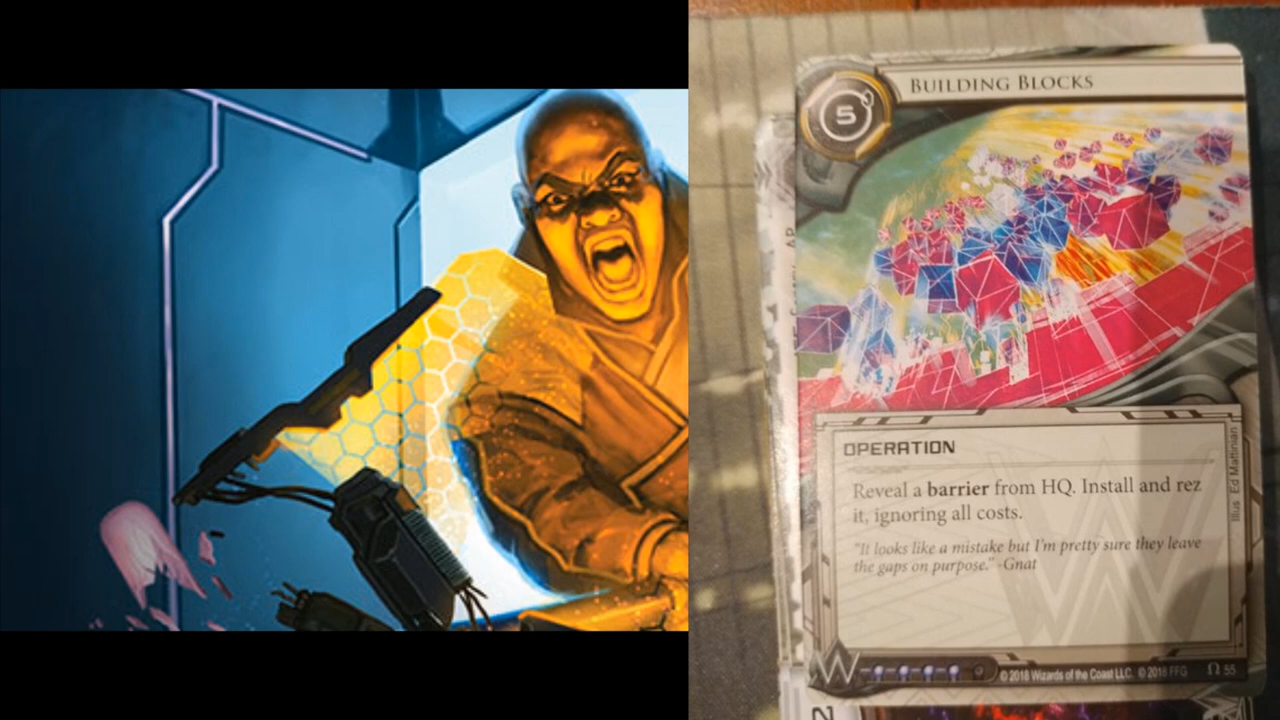 BUILDING BLOCKS
5
OPERATION
Reveal a barrier from HQ. Install and rez
it, ignoring all costs.
"It looks like a mistake but I'm pretty sure they leave
the gaps on purpose." -Gnat
Illus. Ed Mattinian
W
© 2018 Wizards of the Coast LLC. © 2018 FFG
Ω 55
N